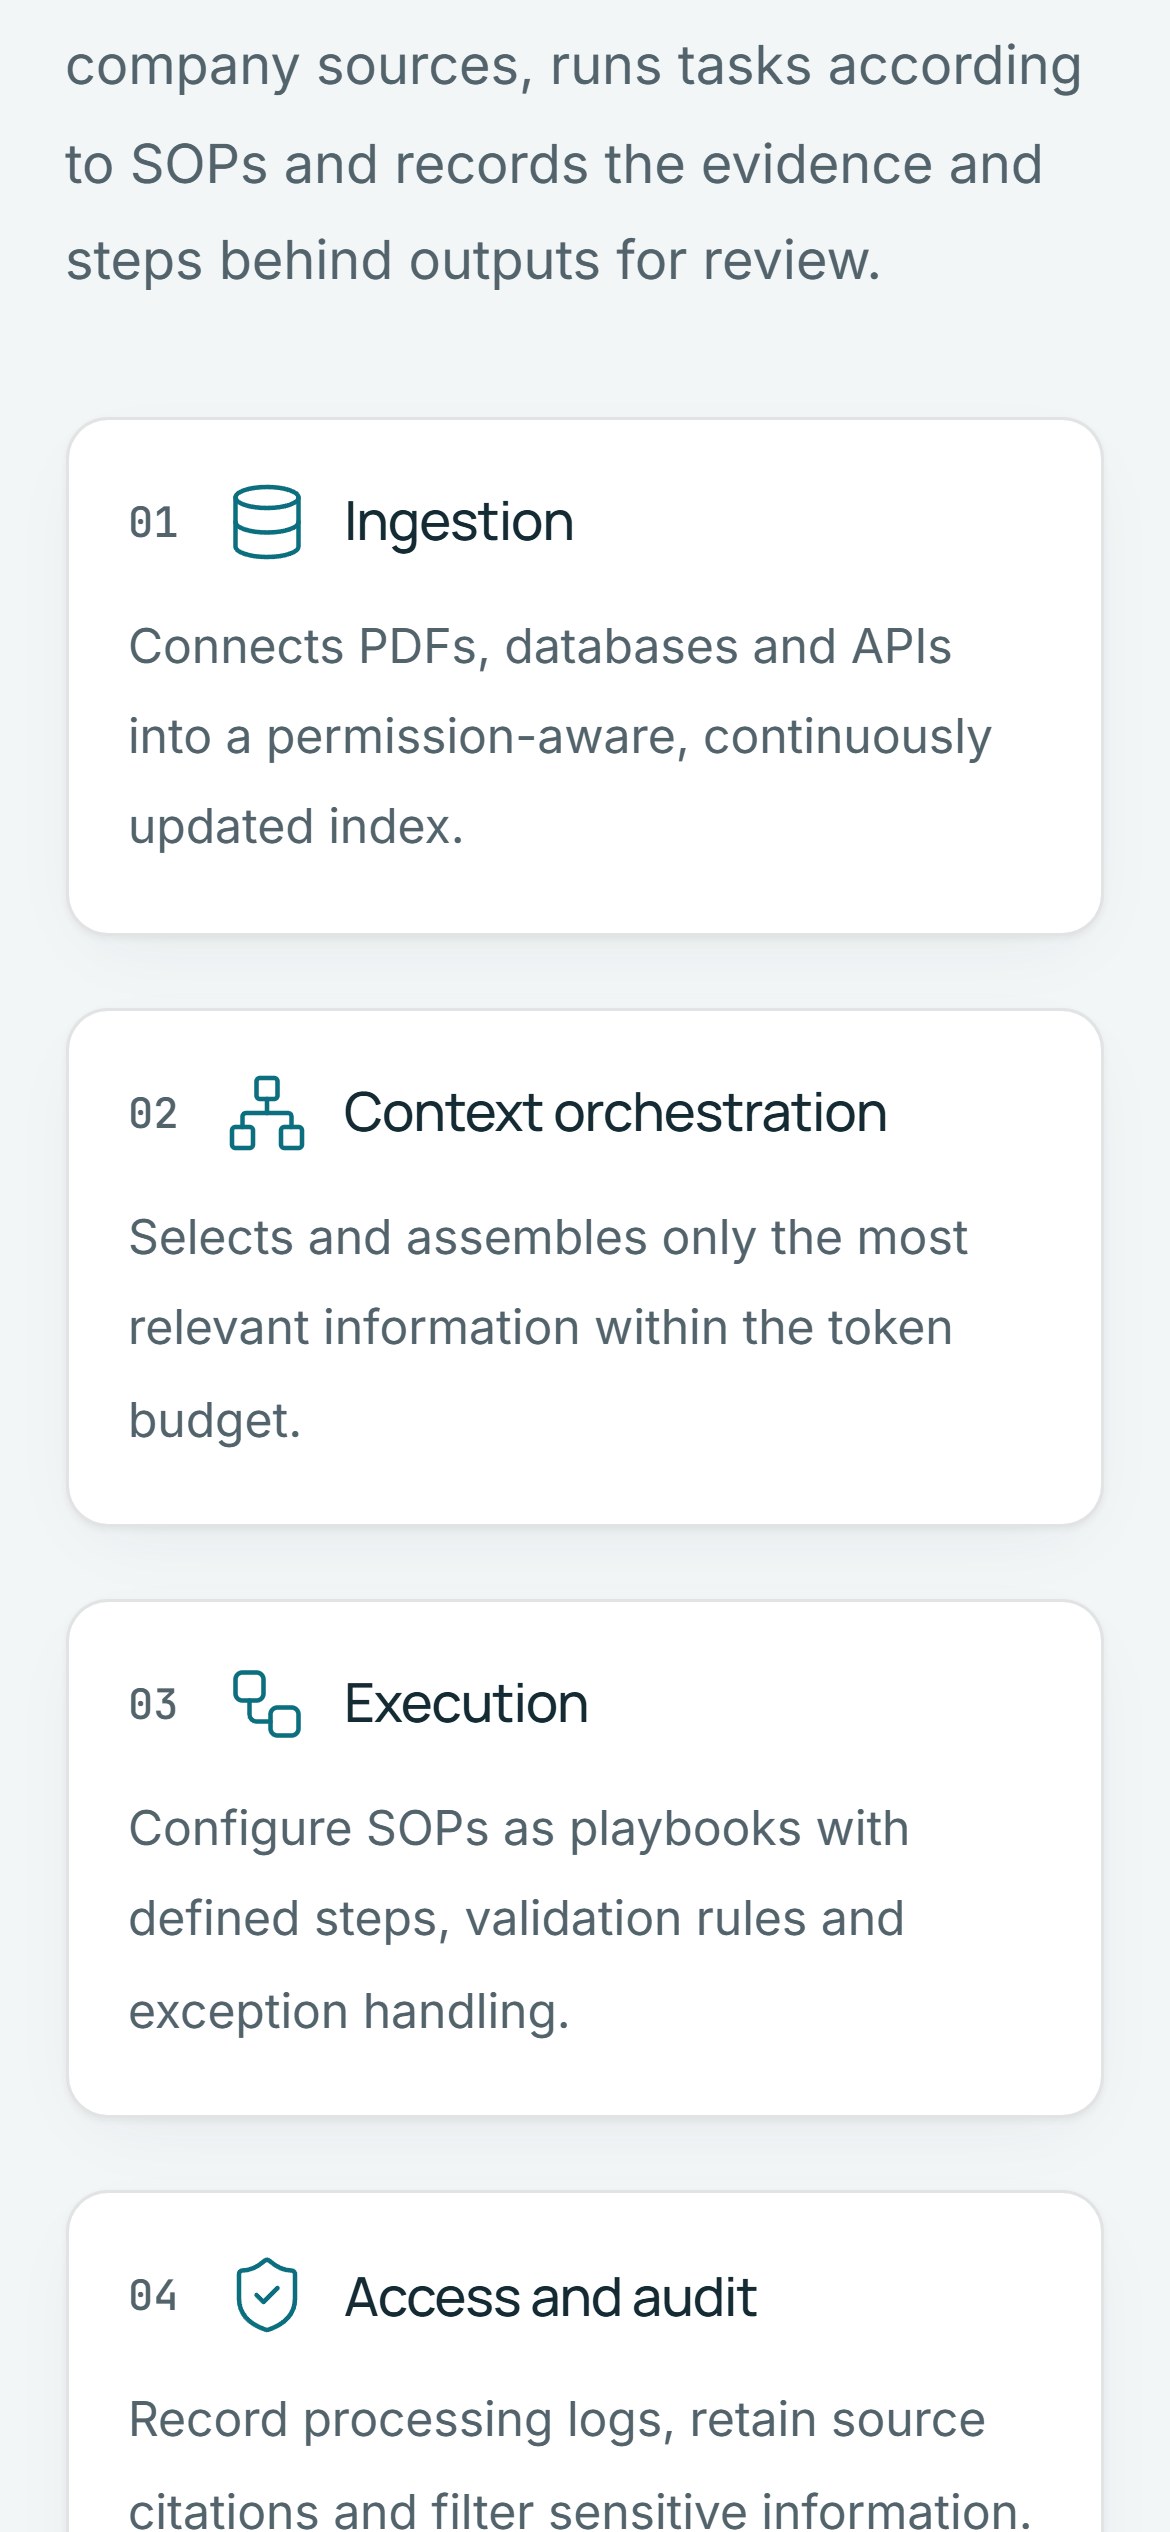 company sources, runs tasks according
to SOPs and records the evidence and
steps behind outputs for review.
01 Ingestion
Connects PDFs, databases and APIs
into a permission-aware, continuously
updated index.
02 Context orchestration
Selects and assembles only the most
relevant information within the token
budget.
03 Execution
Configure SOPs as playbooks with
defined steps, validation rules and
exception handling.
04 Access and audit
Record processing logs, retain source
citations and filter sensitive information.